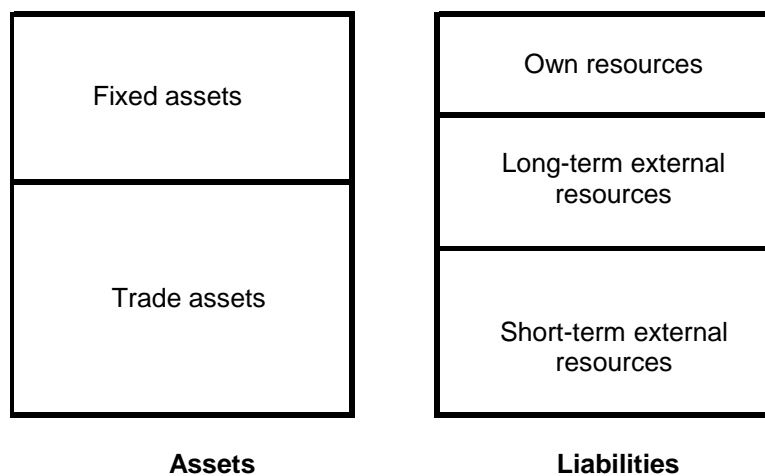 Fixed assets
Trade assets
Assets
Own resources
Long-term external
resources
Short-term external
resources
Liabilities